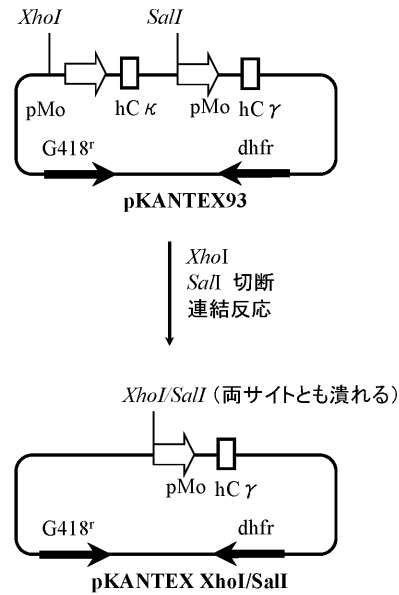 XhoI SalI
pMo hCκ pMo hCγ
G418r dhfr
pKANTEX93
XhoI
SalI 切断
連結反応
XhoI/SalI (両サイトとも潰れる)
pMo hCγ
G418r dhfr
pKANTEX XhoI/SalI